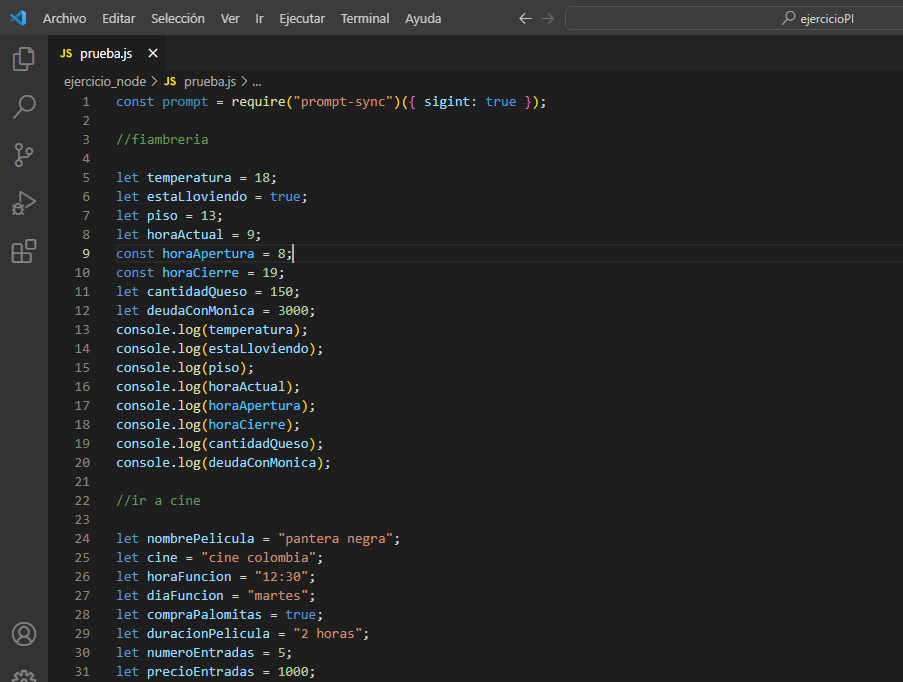 Archivo Editar Selección Ver Ir Ejecutar Terminal Ayuda ejercicioPI
JS prueba.js
ejercicio_node > JS prueba.js > ...
1 const prompt = require("prompt-sync")({ sigint: true });
2
3 //fiambreria
4
5 let temperatura = 18;
6 let estaLloviendo = true;
7 let piso = 13;
8 let horaActual = 9;
9 const horaApertura = 8;
10 const horaCierre = 19;
11 let cantidadQueso = 150;
12 let deudaConMonica = 3000;
13 console.log(temperatura);
14 console.log(estaLloviendo);
15 console.log(piso);
16 console.log(horaActual);
17 console.log(horaApertura);
18 console.log(horaCierre);
19 console.log(cantidadQueso);
20 console.log(deudaConMonica);
21
22 //ir a cine
23
24 let nombrePelicula = "pantera negra";
25 let cine = "cine colombia";
26 let horaFuncion = "12:30";
27 let diaFuncion = "martes";
28 let compraPalomitas = true;
29 let duracionPelicula = "2 horas";
30 let numeroEntradas = 5;
31 let precioEntradas = 1000;